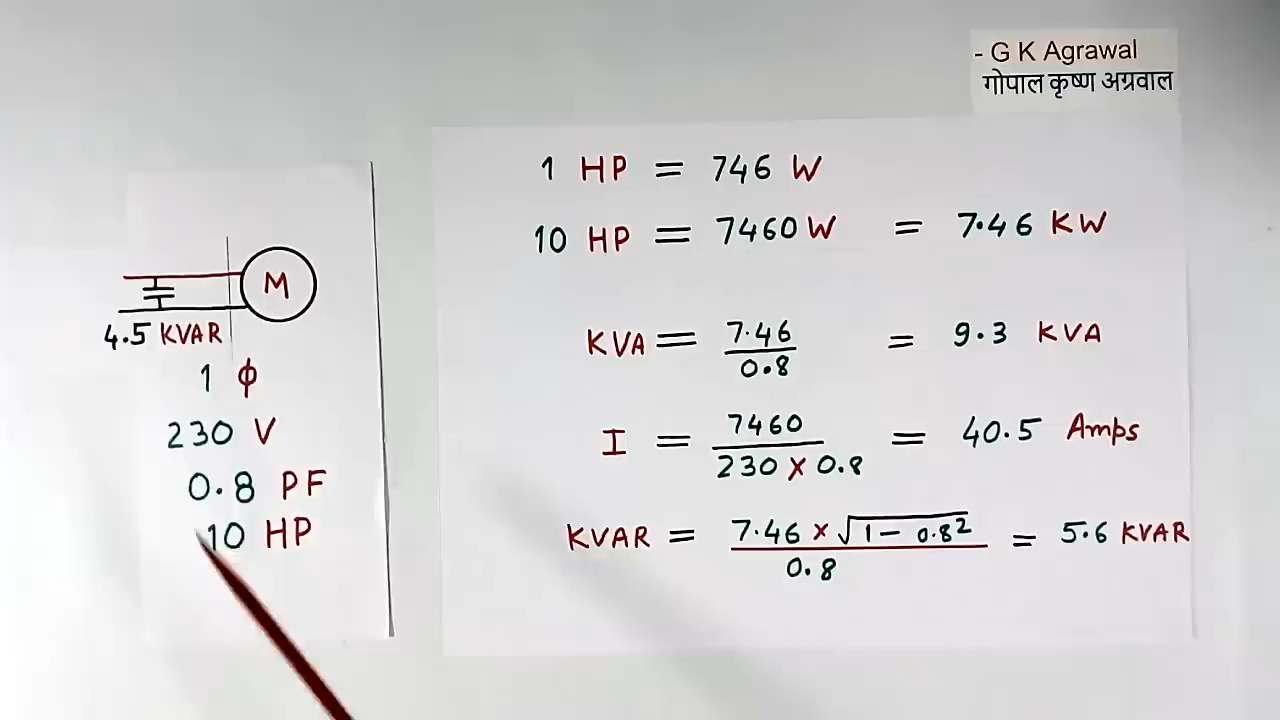 - G K Agrawal
गोपाल कृष्ण अग्रवाल
1 HP = 746 W
10 HP = 7460 W = 7.46 KW
KVA = 7.46 / 0.8 = 9.3 KVA
I = 7460 / 230 × 0.8 = 40.5 Amps
KVAR = 7.46 × √1 - 0.8² / 0.8 = 5.6 KVAR
M
4.5 KVAR
1 ϕ
230 V
0.8 PF
10 HP